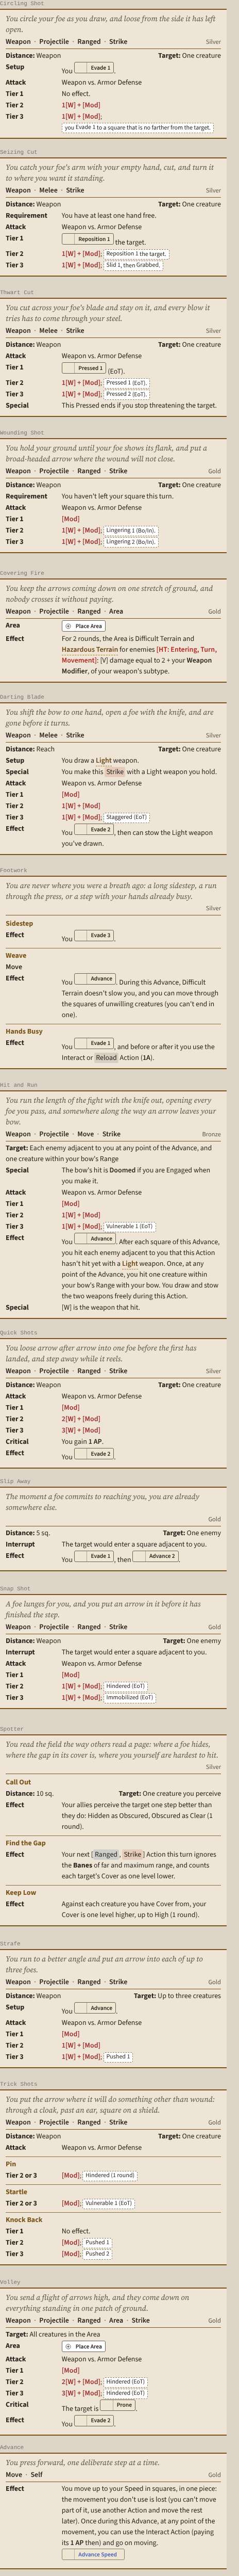 Circling Shot
You circle your foe as you draw, and loose from the side it has left
open.
Weapon · Projectile · Ranged · Strike Silver
Distance: Weapon Target: One creature
Setup You Evade 1.
Attack Weapon vs. Armor Defense
Tier 1 No effect.
Tier 2 1[W] + [Mod]
Tier 3 1[W] + [Mod];
you Evade 1 to a square that is no farther from the target.
Seizing Cut
You catch your foe's arm with your empty hand, cut, and turn it
to where you want it standing.
Weapon · Melee · Strike Silver
Distance: Weapon Target: One creature
Requirement You have at least one hand free.
Attack Weapon vs. Armor Defense
Tier 1 Reposition 1 the target.
Tier 2 1[W] + [Mod]; Reposition 1 the target.
Tier 3 1[W] + [Mod]; Slid 1, then Grabbed.
Thwart Cut
You cut across your foe's blade and stay on it, and every blow it
tries has to come through your steel.
Weapon · Melee · Strike Silver
Distance: Weapon Target: One creature
Attack Weapon vs. Armor Defense
Tier 1 Pressed 1 (EoT).
Tier 2 1[W] + [Mod]; Pressed 1 (EoT).
Tier 3 1[W] + [Mod]; Pressed 2 (EoT).
Special This Pressed ends if you stop threatening the target.
Wounding Shot
You hold your ground until your foe shows its flank, and put a
broad-headed arrow where the wound will not close.
Weapon · Projectile · Ranged · Strike Gold
Distance: Weapon Target: One creature
Requirement You haven't left your square this turn.
Attack Weapon vs. Armor Defense
Tier 1 [Mod]
Tier 2 1[W] + [Mod]; Lingering 1 (Bo/In).
Tier 3 1[W] + [Mod]; Lingering 2 (Bo/In).
Covering Fire
You keep the arrows coming down on one stretch of ground, and
nobody crosses it without paying.
Weapon · Projectile · Ranged · Area Gold
Area Place Area
Effect For 2 rounds, the Area is Difficult Terrain and
Hazardous Terrain for enemies [HT: Entering, Turn,
Movement]: [V] damage equal to 2 + your Weapon
Modifier, of your weapon's subtype.
Darting Blade
You shift the bow to one hand, open a foe with the knife, and are
gone before it turns.
Weapon · Melee · Strike Silver
Distance: Reach Target: One creature
Setup You draw a Light weapon.
Special You make this Strike with a Light weapon you hold.
Attack Weapon vs. Armor Defense
Tier 1 [Mod]
Tier 2 1[W] + [Mod]
Tier 3 1[W] + [Mod]; Staggered (EoT)
Effect You Evade 2, then can stow the Light weapon
you've drawn.
Footwork
You are never where you were a breath ago: a long sidestep, a run
through the press, or a step with your hands already busy.
Silver
Sidestep
Effect You Evade 3.
Weave
Move
Effect You Advance. During this Advance, Difficult
Terrain doesn't slow you, and you can move through
the squares of unwilling creatures (you can't end in
one).
Hands Busy
Effect You Evade 1, and before or after it you use the
Interact or Reload Action (1A).
Hit and Run
You run the length of the fight with the knife out, opening every
foe you pass, and somewhere along the way an arrow leaves your
bow.
Weapon · Projectile · Move · Strike Bronze
Target: Each enemy adjacent to you at any point of the Advance, and
one creature within your bow's Range
Special The bow's hit is Doomed if you are Engaged when
you make it.
Attack Weapon vs. Armor Defense
Tier 1 [Mod]
Tier 2 1[W] + [Mod]
Tier 3 1[W] + [Mod]; Vulnerable 1 (EoT)
Effect You Advance. After each square of this Advance,
you hit each enemy adjacent to you that this Action
hasn't hit yet with a Light weapon. Once, at any
point of the Advance, you hit one creature within
your bow's Range with your bow. You draw and stow
the two weapons freely during this Action.
Special [W] is the weapon that hit.
Quick Shots
You loose arrow after arrow into one foe before the first has
landed, and step away while it reels.
Weapon · Projectile · Ranged · Strike Silver
Distance: Weapon Target: One creature
Attack Weapon vs. Armor Defense
Tier 1 [Mod]
Tier 2 2[W] + [Mod]
Tier 3 3[W] + [Mod]
Critical You gain 1 AP.
Effect You Evade 2.
Slip Away
The moment a foe commits to reaching you, you are already
somewhere else.
Gold
Distance: 5 sq. Target: One enemy
Interrupt The target would enter a square adjacent to you.
Effect You Evade 1, then Advance 2.
Snap Shot
A foe lunges for you, and you put an arrow in it before it has
finished the step.
Weapon · Projectile · Ranged · Strike Gold
Distance: Weapon Target: One enemy
Interrupt The target would enter a square adjacent to you.
Attack Weapon vs. Armor Defense
Tier 1 [Mod]
Tier 2 1[W] + [Mod]; Hindered (EoT)
Tier 3 1[W] + [Mod]; Immobilized (EoT)
Spotter
You read the field the way others read a page: where a foe hides,
where the gap in its cover is, where you yourself are hardest to hit.
Silver
Call Out
Distance: 10 sq. Target: One creature you perceive
Effect Your allies perceive the target one step better than
they do: Hidden as Obscured, Obscured as Clear (1
round).
Find the Gap
Effect Your next [ Ranged, Strike ] Action this turn ignores
the Banes of far and maximum range, and counts
each target's Cover as one level lower.
Keep Low
Effect Against each creature you have Cover from, your
Cover is one level higher, up to High (1 round).
Strafe
You run to a better angle and put an arrow into each of up to
three foes.
Weapon · Projectile · Ranged · Strike Gold
Distance: Weapon Target: Up to three creatures
Setup You Advance.
Attack Weapon vs. Armor Defense
Tier 1 [Mod]
Tier 2 1[W] + [Mod]
Tier 3 1[W] + [Mod]; Pushed 1
Trick Shots
You put the arrow where it will do something other than wound:
through a cloak, past an ear, square on a shield.
Weapon · Projectile · Ranged · Strike Gold
Distance: Weapon Target: One creature
Attack Weapon vs. Armor Defense
Pin
Tier 2 or 3 [Mod]; Hindered (1 round)
Startle
Tier 2 or 3 [Mod]; Vulnerable 1 (EoT)
Knock Back
Tier 1 No effect.
Tier 2 [Mod]; Pushed 1
Tier 3 [Mod]; Pushed 2
Volley
You send a flight of arrows high, and they come down on
everything standing in one patch of ground.
Weapon · Projectile · Ranged · Area · Strike Gold
Target: All creatures in the Area
Area Place Area
Attack Weapon vs. Armor Defense
Tier 1 [Mod]
Tier 2 2[W] + [Mod]; Hindered (EoT)
Tier 3 3[W] + [Mod]; Hindered (EoT)
Critical The target is Prone.
Effect You Evade 2.
Advance
You press forward, one deliberate step at a time.
Move · Self Gold
Effect You move up to your Speed in squares, in one piece:
the movement you don't use is lost (you can't move
part of it, use another Action and move the rest
later). Once during this Advance, at any point of the
movement, you can use the Interact Action (paying
its 1 AP then) and go on moving.
Advance Speed